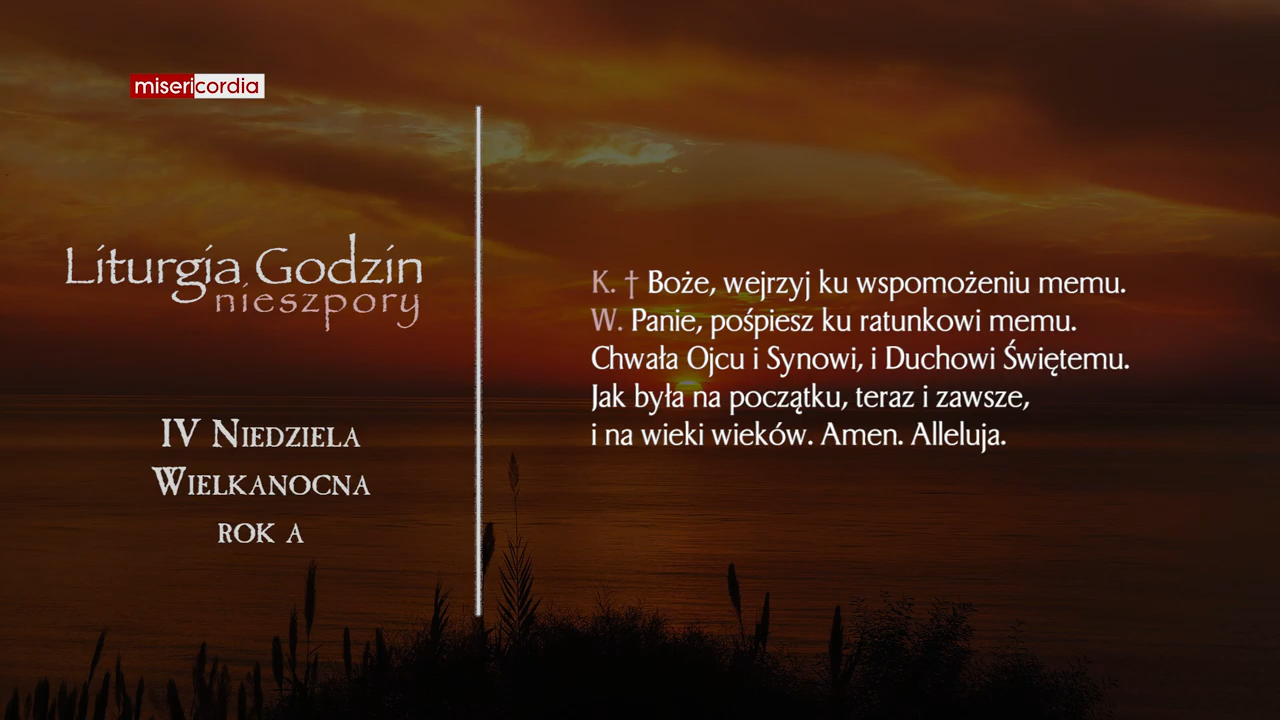 misericordia
Liturgia Godzin
nieszpory
IV Niedziela
Wielkanocna
rok A
K. † Boże, wejrzyj ku wspomożeniu memu.
W. Panie, pośpiesz ku ratunkowi memu.
Chwała Ojcu i Synowi, i Duchowi Świętemu.
Jak była na początku, teraz i zawsze,
i na wieki wieków. Amen. Alleluja.